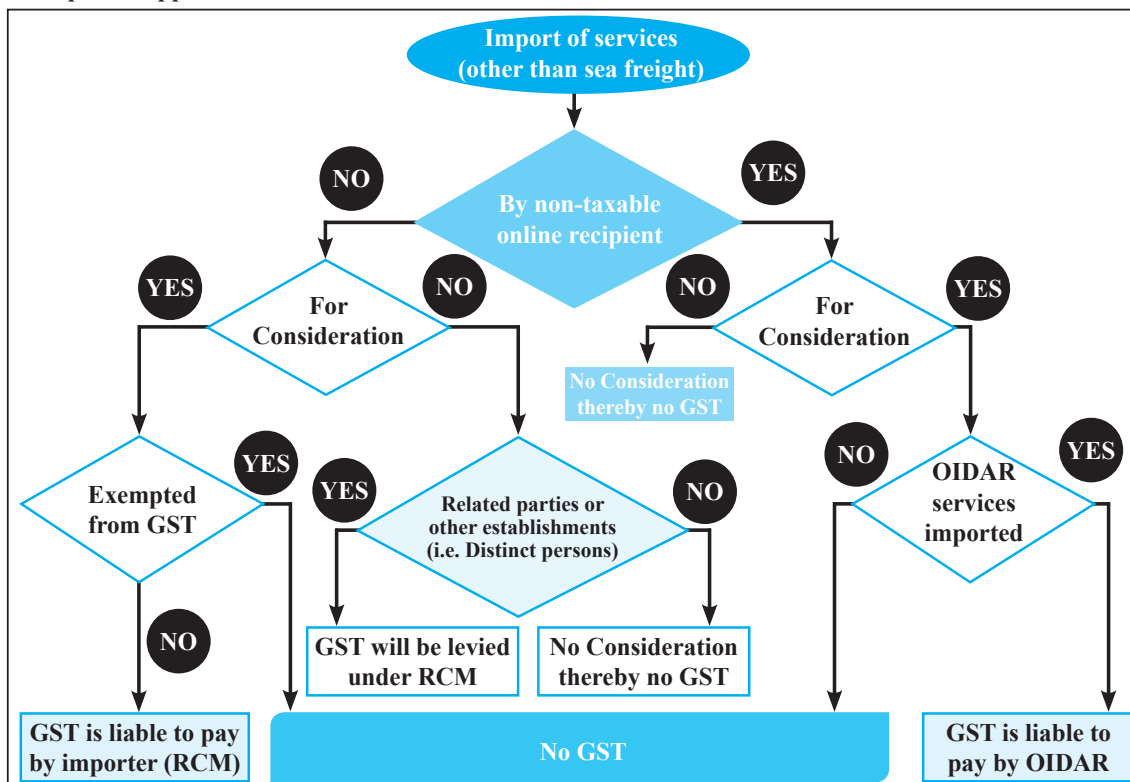 Import of services
(other than sea freight)
NO
YES
By non-taxable
online recipient
YES
NO
NO
YES
For
Consideration
For
Consideration
No Consideration
thereby no GST
YES
YES
NO
NO
YES
Exempted
from GST
Related parties or
other establishments
(i.e. Distinct persons)
OIDAR
services
imported
NO
GST will be levied
under RCM
No Consideration
thereby no GST
GST is liable to pay
by importer (RCM)
No GST
GST is liable to
pay by OIDAR